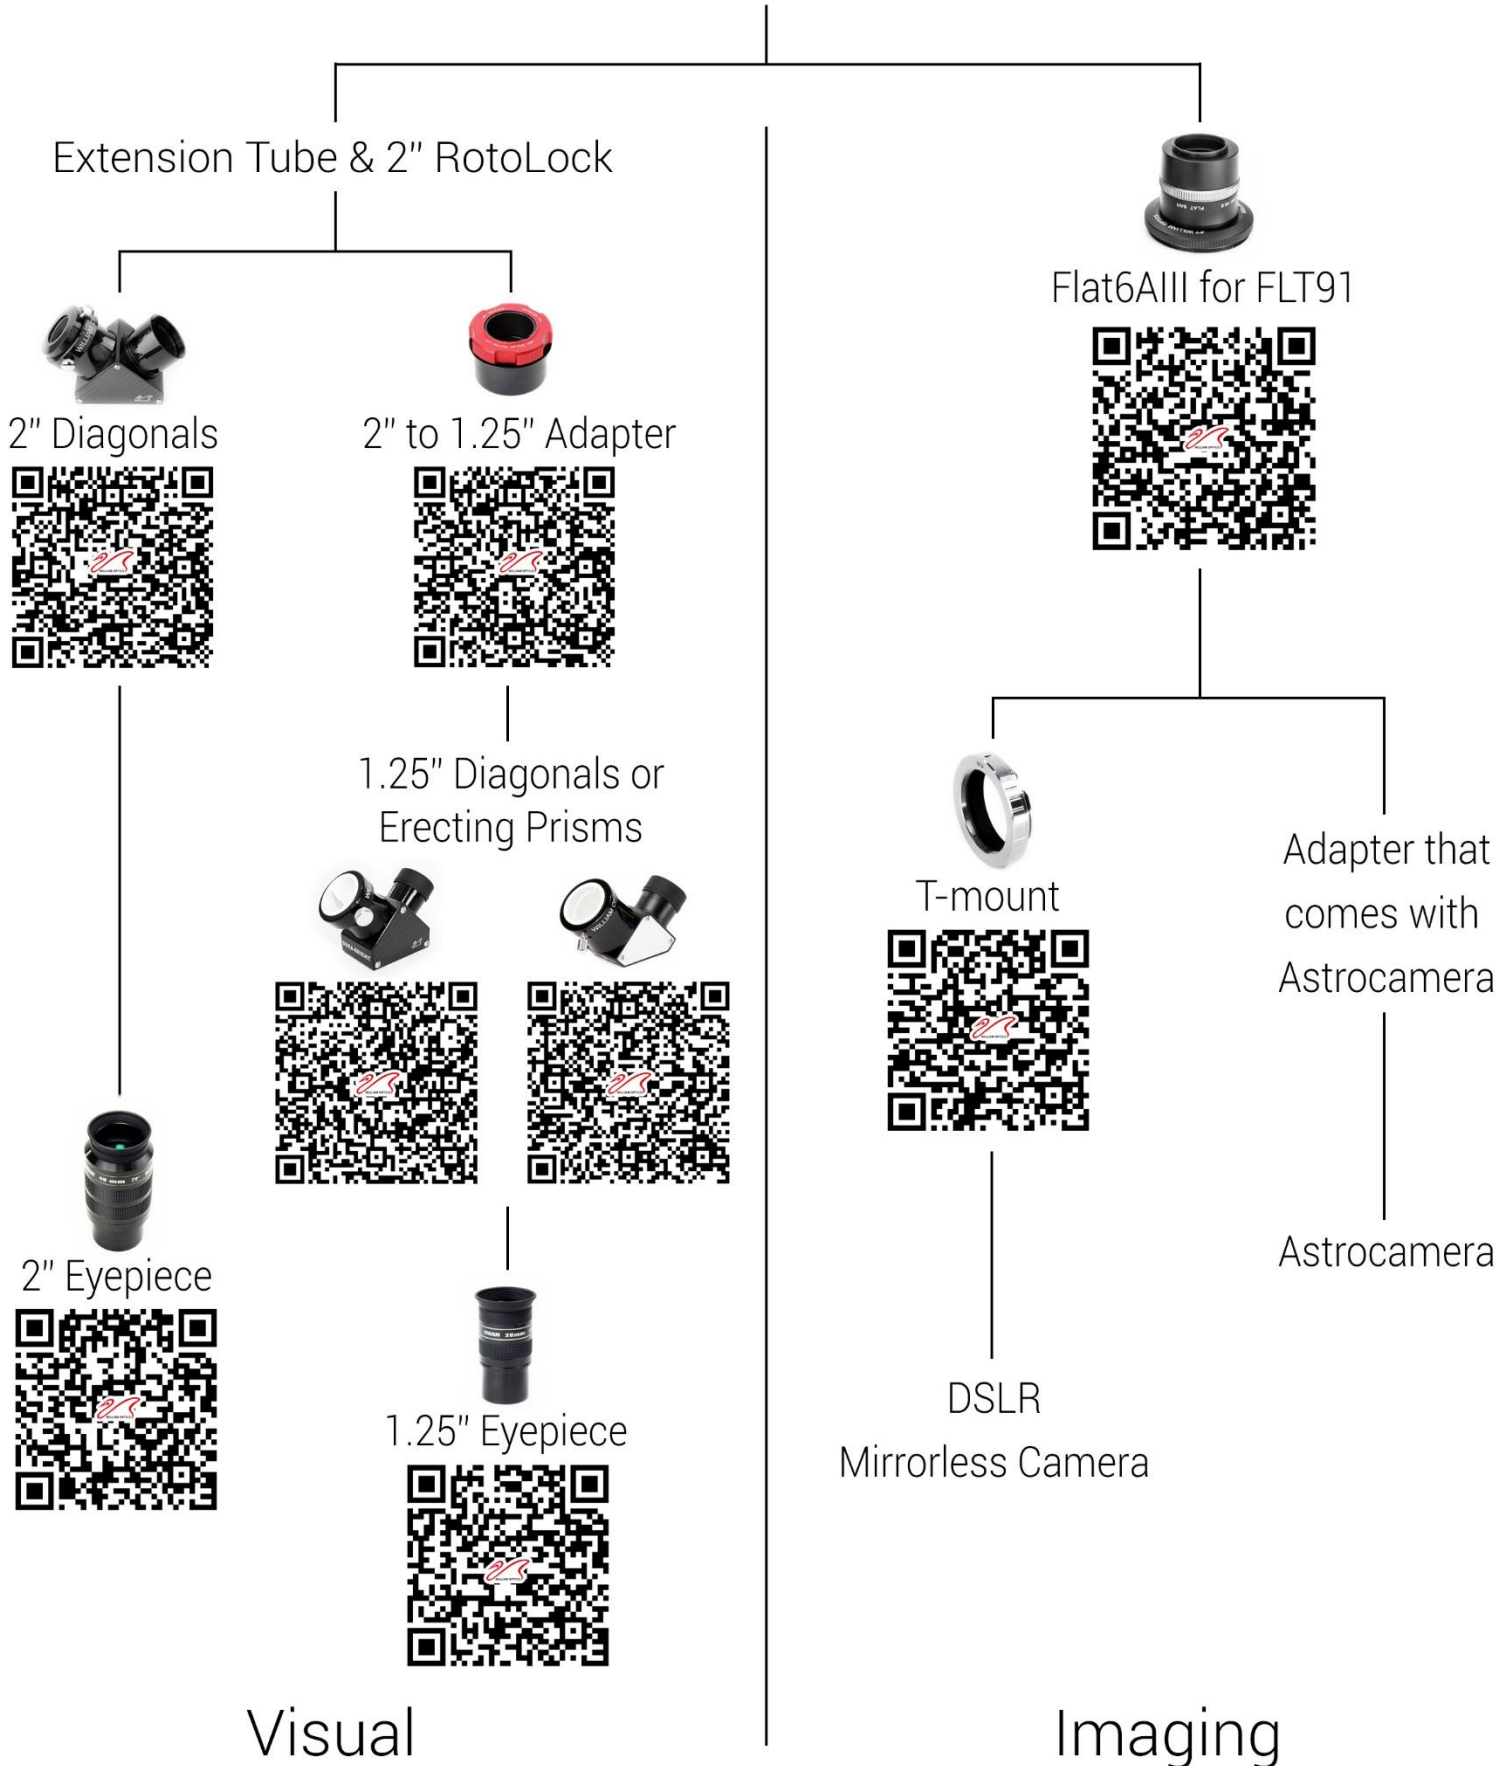 Extension Tube & 2" RotoLock
2" Diagonals
2" to 1.25" Adapter
1.25" Diagonals or
Erecting Prisms
2" Eyepiece
1.25" Eyepiece
Visual
Flat6AIII for FLT91
T-mount
DSLR
Mirrorless Camera
Adapter that
comes with
Astrocamera
Astrocamera
Imaging